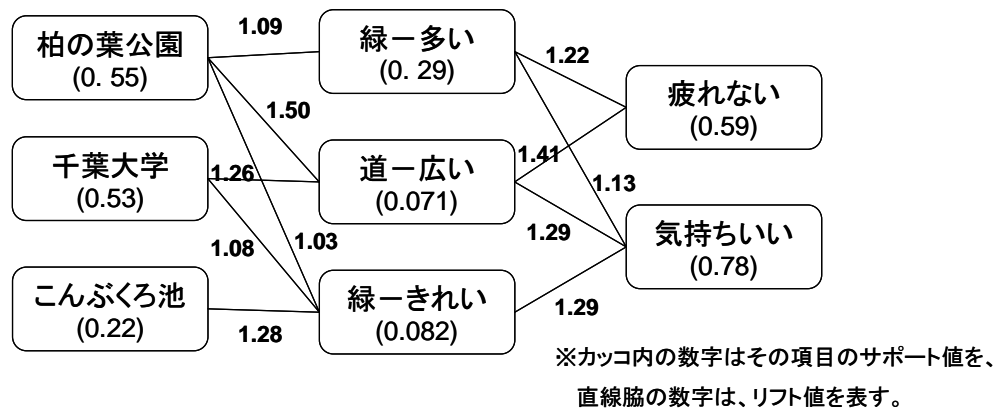 柏の葉公園
(0. 55)
千葉大学
(0.53)
こんぶくろ池
(0.22)
1.09
1.50
1.26
1.08
1.03
1.28
緑－多い
(0. 29)
道－広い
(0.071)
緑－きれい
(0.082)
1.22
1.41
1.13
1.29
1.29
疲れない
(0.59)
気持ちいい
(0.78)
※カッコ内の数字はその項目のサポート値を、
直線脇の数字は、リフト値を表す。